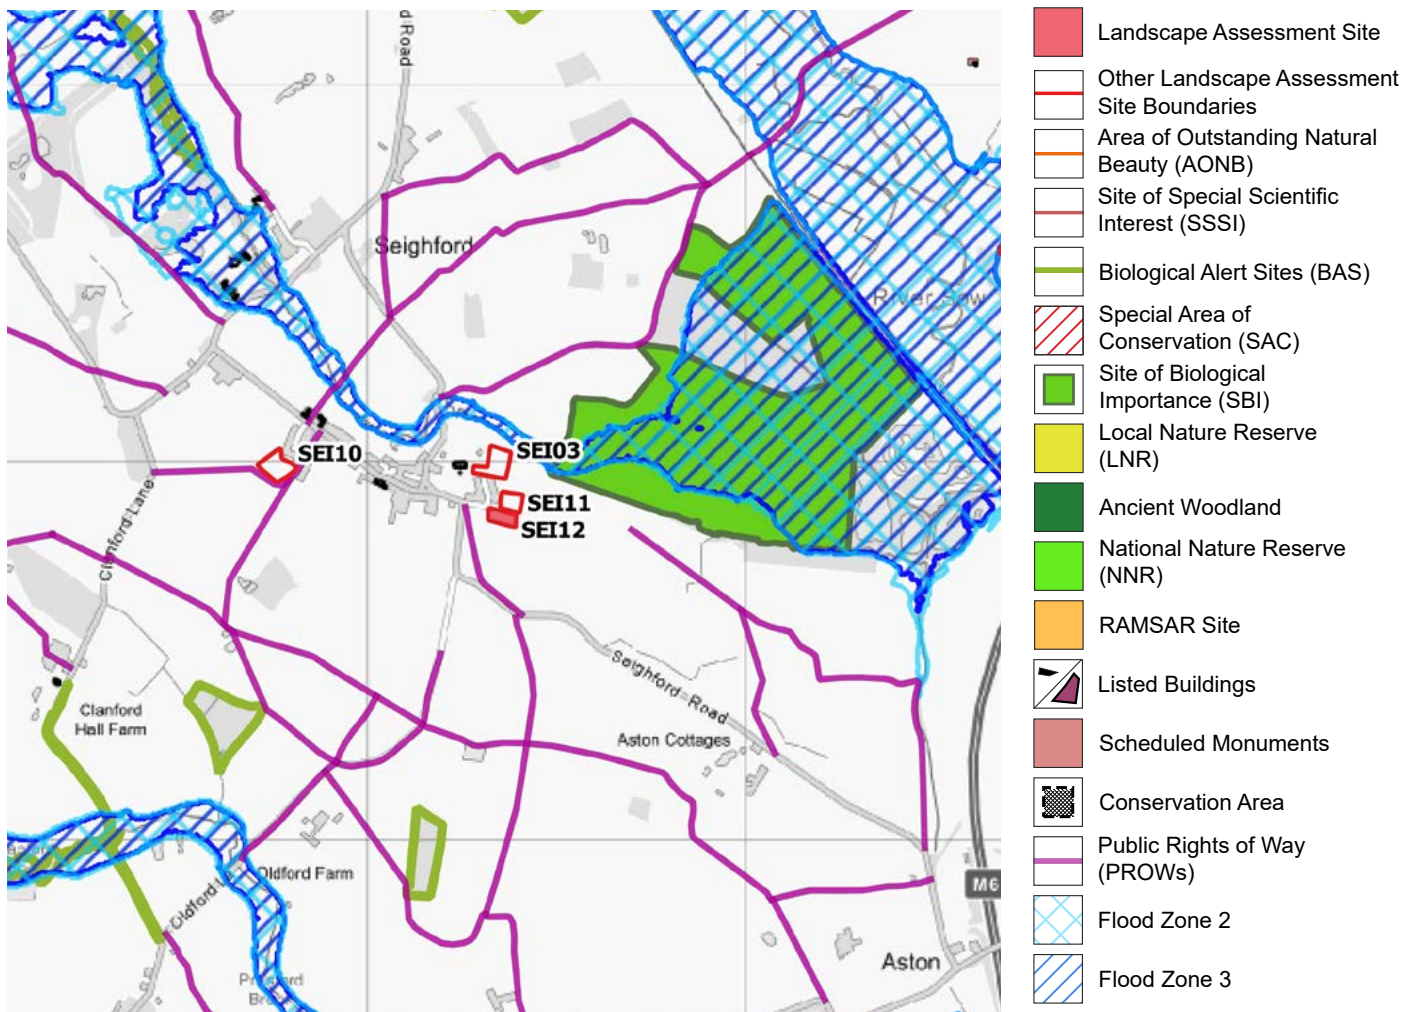 d Road
Seighford
River Sow
SEI10
SEI03
SEI11
SEI12
Clanford Lane
Clanford
Hall Farm
Seighford Road
Aston Cottages
Oldford Farm
Oldford L
M6
Aston
Landscape Assessment Site
Other Landscape Assessment
Site Boundaries
Area of Outstanding Natural
Beauty (AONB)
Site of Special Scientific
Interest (SSSI)
Biological Alert Sites (BAS)
Special Area of
Conservation (SAC)
Site of Biological
Importance (SBI)
Local Nature Reserve
(LNR)
Ancient Woodland
National Nature Reserve
(NNR)
RAMSAR Site
Listed Buildings
Scheduled Monuments
Conservation Area
Public Rights of Way
(PROWs)
Flood Zone 2
Flood Zone 3